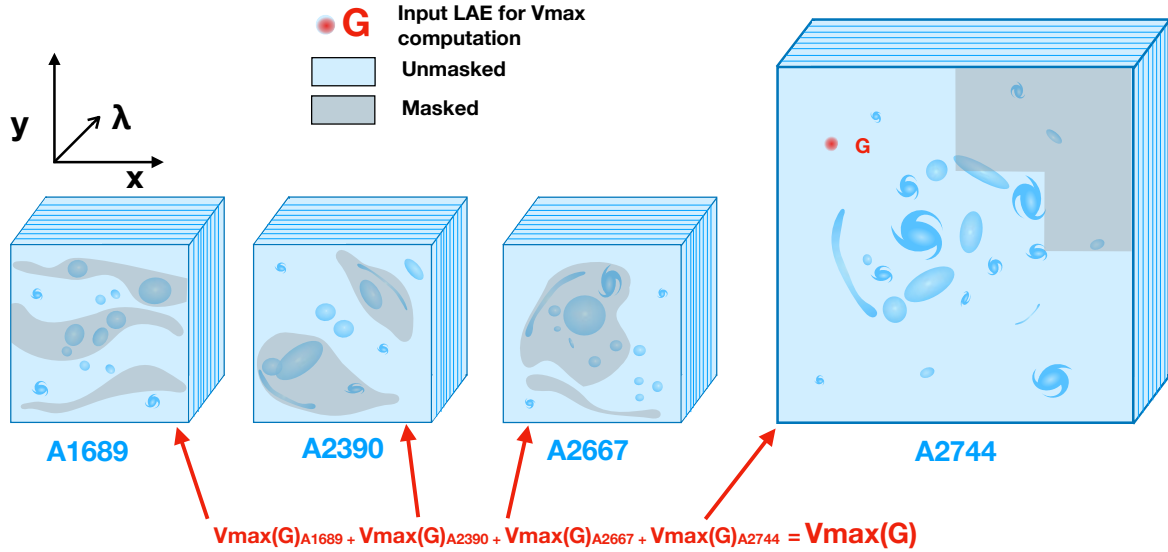 G Input LAE for Vmax
computation
Unmasked
Masked
y
λ
x
G
A1689
A2390
A2667
A2744
Vmax(G)A1689 + Vmax(G)A2390 + Vmax(G)A2667 + Vmax(G)A2744 = Vmax(G)